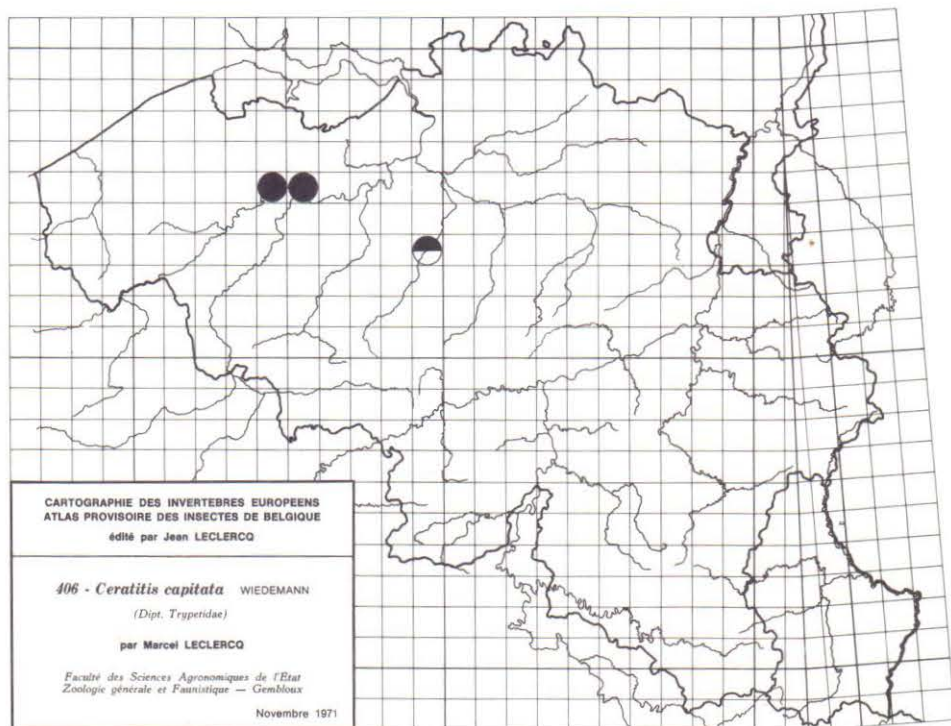 CARTOGRAPHIE DES INVERTEBRES EUROPEENS
ATLAS PROVISOIRE DES INSECTES DE BELGIQUE
édité par Jean LECLERCQ
406 - Ceratitis capitata WIEDEMANN
(Dipt. Trypetidae)
par Marcel LECLERCQ
Faculté des Sciences Agronomiques de l'État
Zoologie générale et Faunistique — Gembloux
Novembre 1971